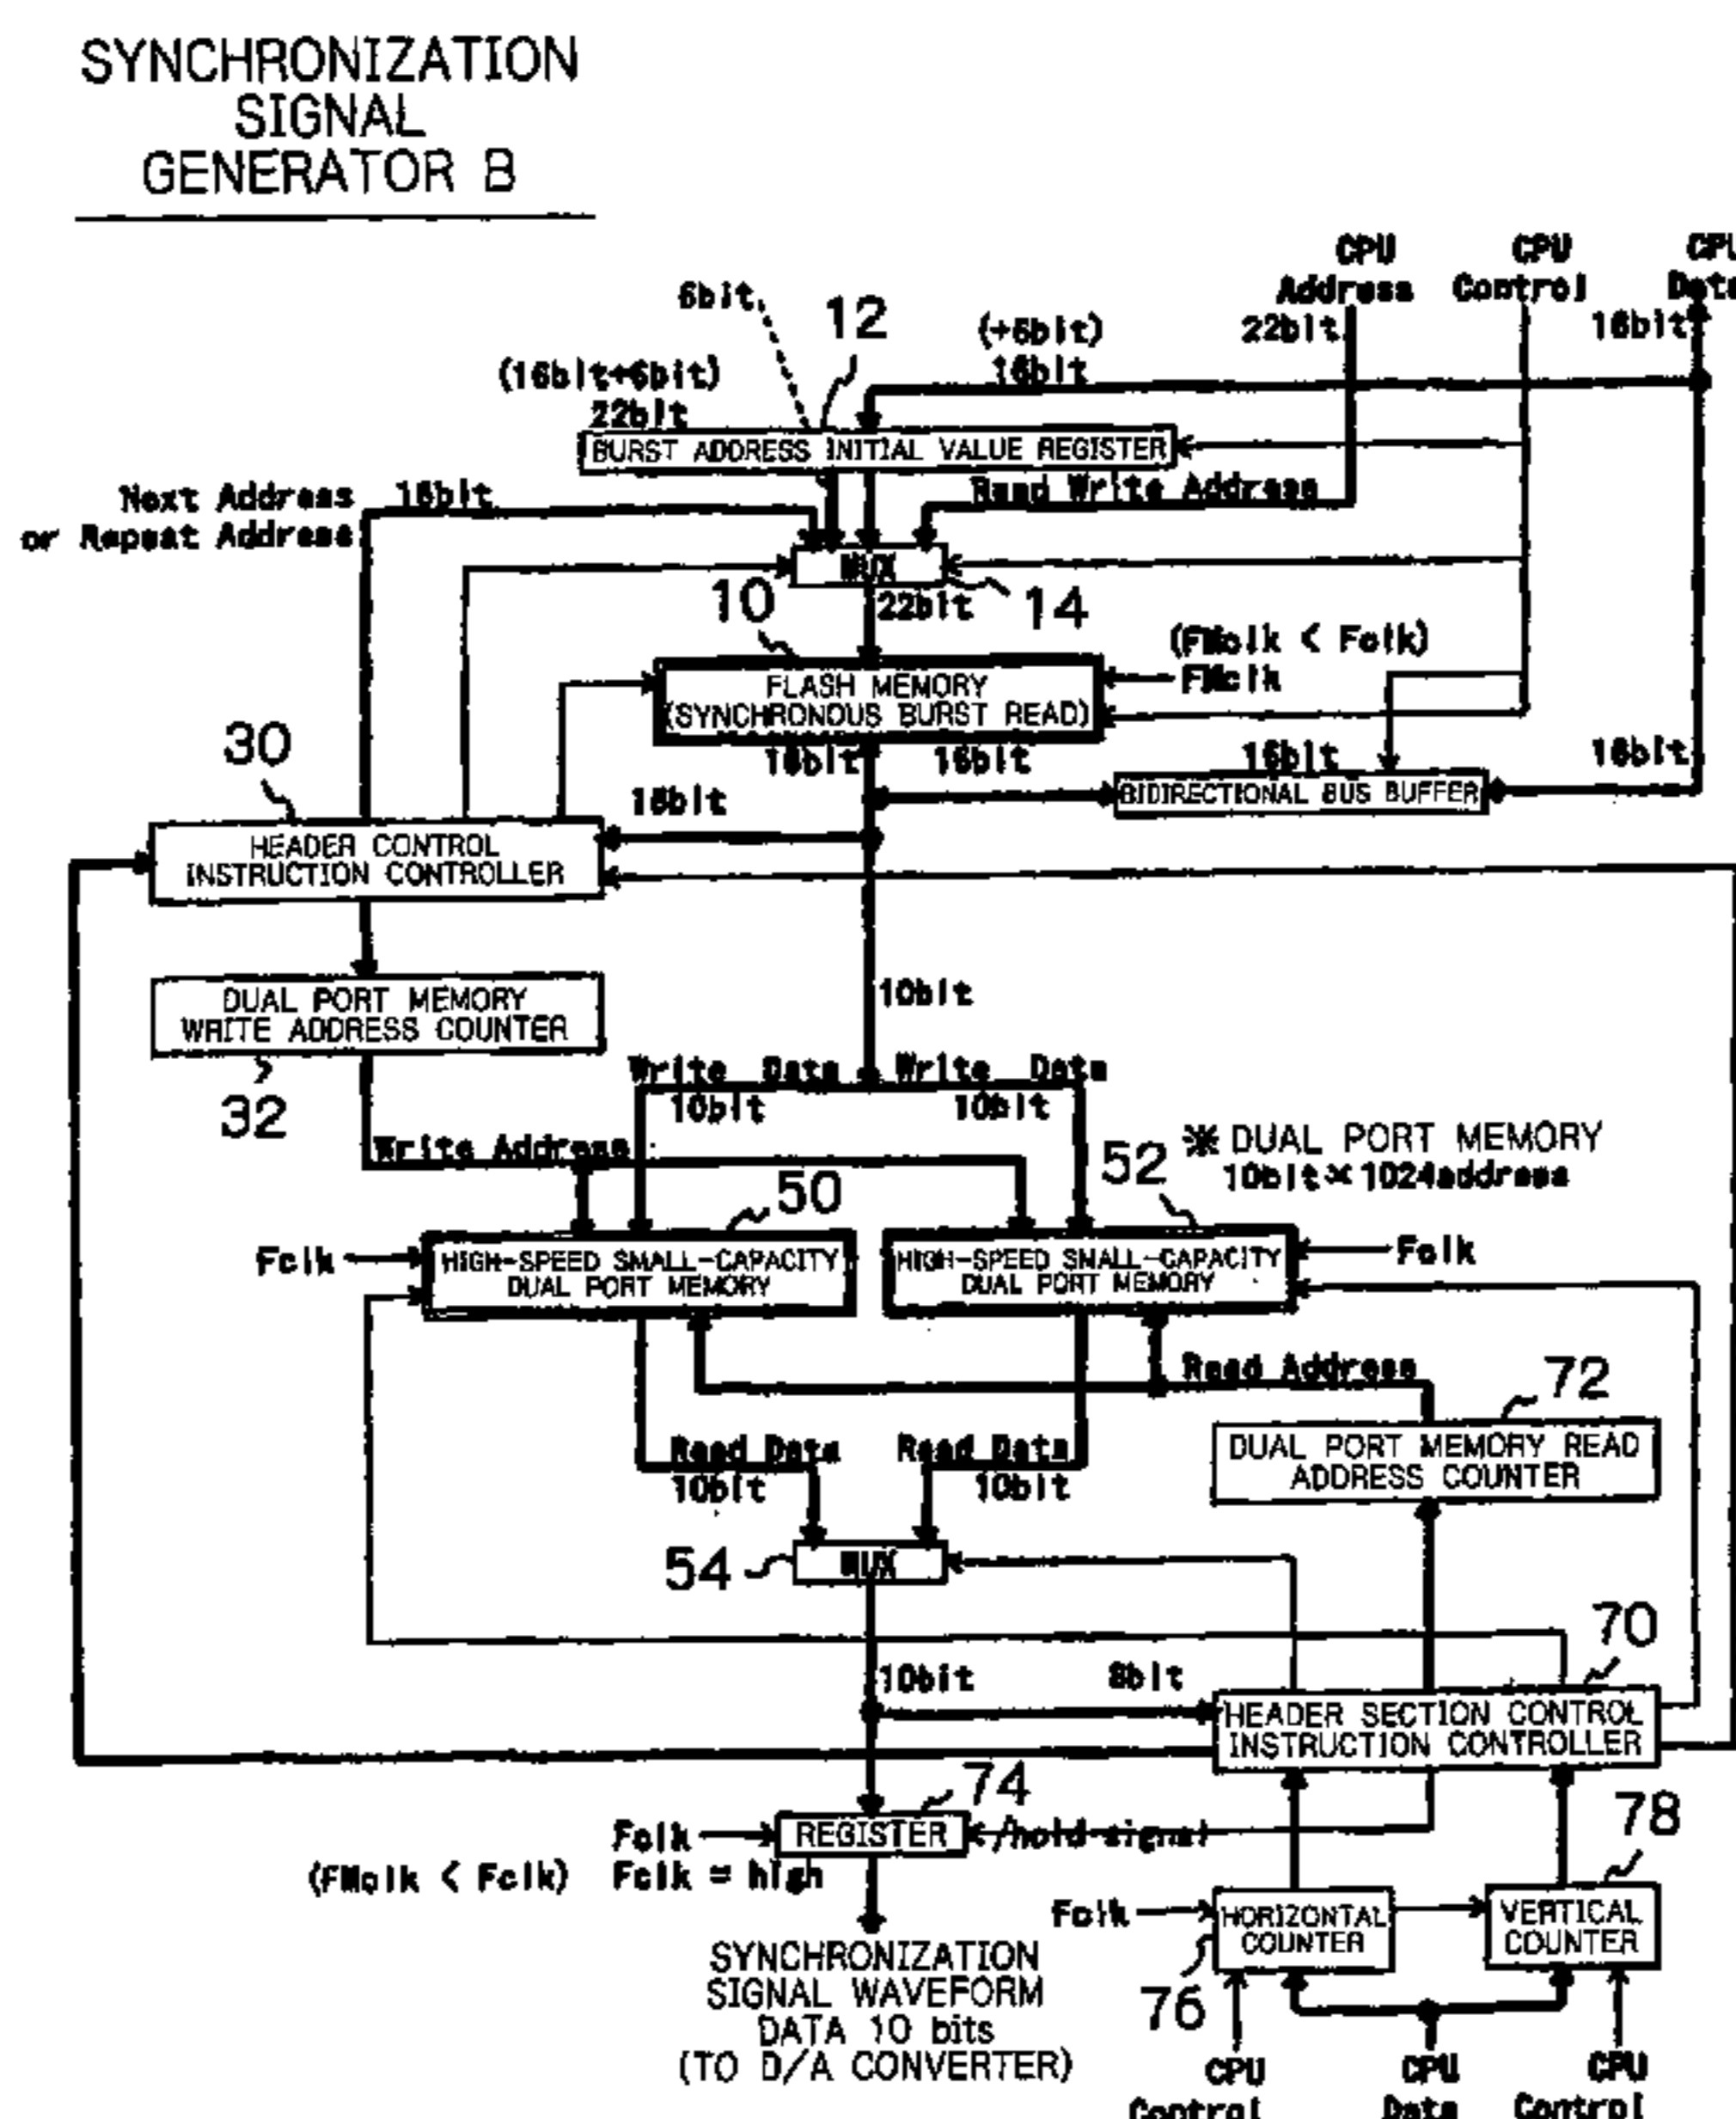 SYNCHRONIZATION
SIGNAL
GENERATOR B
CPU
Address
22bit
CPU
Control
CPU
Data
16bit
6bit
12
(+6bit)
16bit
(16bit+6bit)
22bit
BURST ADDRESS INITIAL VALUE REGISTER
Next Address
or Repeat Address
16bit
Read Write Address
MUX
10
22bit
14
(FMclk < Fclk)
FMclk
FLASH MEMORY
(SYNCHRONOUS BURST READ)
30
16bit
16bit
16bit
16bit
16bit
BIDIRECTIONAL BUS BUFFER
HEADER CONTROL
INSTRUCTION CONTROLLER
DUAL PORT MEMORY
WRITE ADDRESS COUNTER
10bit
32
Write Data
10bit
Write Data
10bit
Write Address
52
※ DUAL PORT MEMORY
10bit×1024address
50
Fclk
HIGH-SPEED SMALL-CAPACITY
DUAL PORT MEMORY
HIGH-SPEED SMALL-CAPACITY
DUAL PORT MEMORY
Fclk
Read Address
72
Read Data
10bit
Read Data
10bit
DUAL PORT MEMORY READ
ADDRESS COUNTER
54
MUX
70
10bit
8bit
HEADER SECTION CONTROL
INSTRUCTION CONTROLLER
74
Fclk
REGISTER
/hold signal
78
(FMclk < Fclk)
Fclk = high
Fclk
HORIZONTAL
COUNTER
VERTICAL
COUNTER
76
SYNCHRONIZATION
SIGNAL WAVEFORM
DATA 10 bits
(TO D/A CONVERTER)
CPU
Control
CPU
Data
CPU
Control